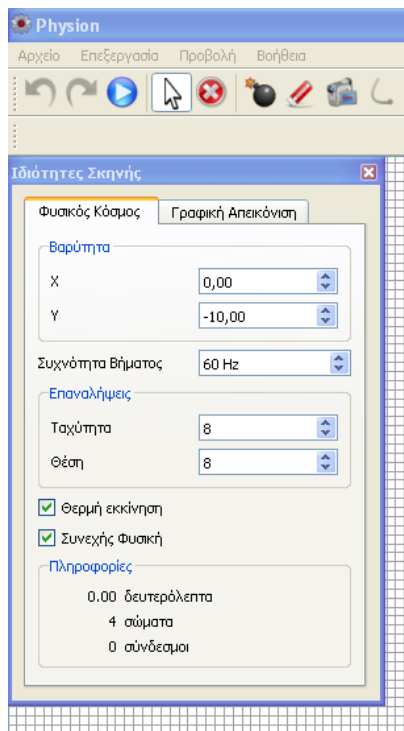 Physion
Αρχείο Επεξεργασία Προβολή Βοήθεια
Ιδιότητες Σκηνής
Φυσικός Κόσμος Γραφική Απεικόνιση
Βαρύτητα
X 0,00
Y -10,00
Συχνότητα Βήματος 60 Hz
Επαναλήψεις
Ταχύτητα 8
Θέση 8
Θερμή εκκίνηση
Συνεχής Φυσική
Πληροφορίες
0.00 δευτερόλεπτα
4 σώματα
0 σύνδεσμοι